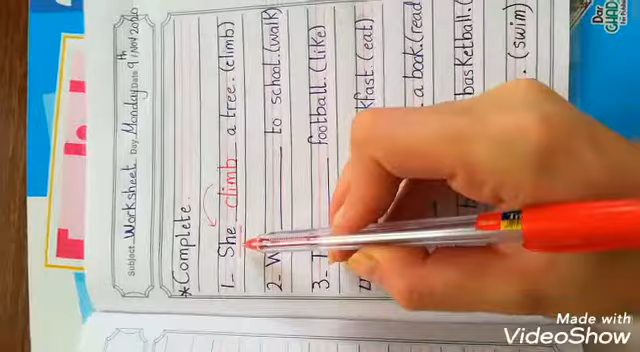 Subject Worksheet Day Monday Date 9th/Nov 2020
*Complete.
1- She climb a tree. (climb)
2- W to school. (walk)
3- T football. (like)
kfast. (eat)
a book. (read
basketball. (
. (swim)
Made with
VideoShow